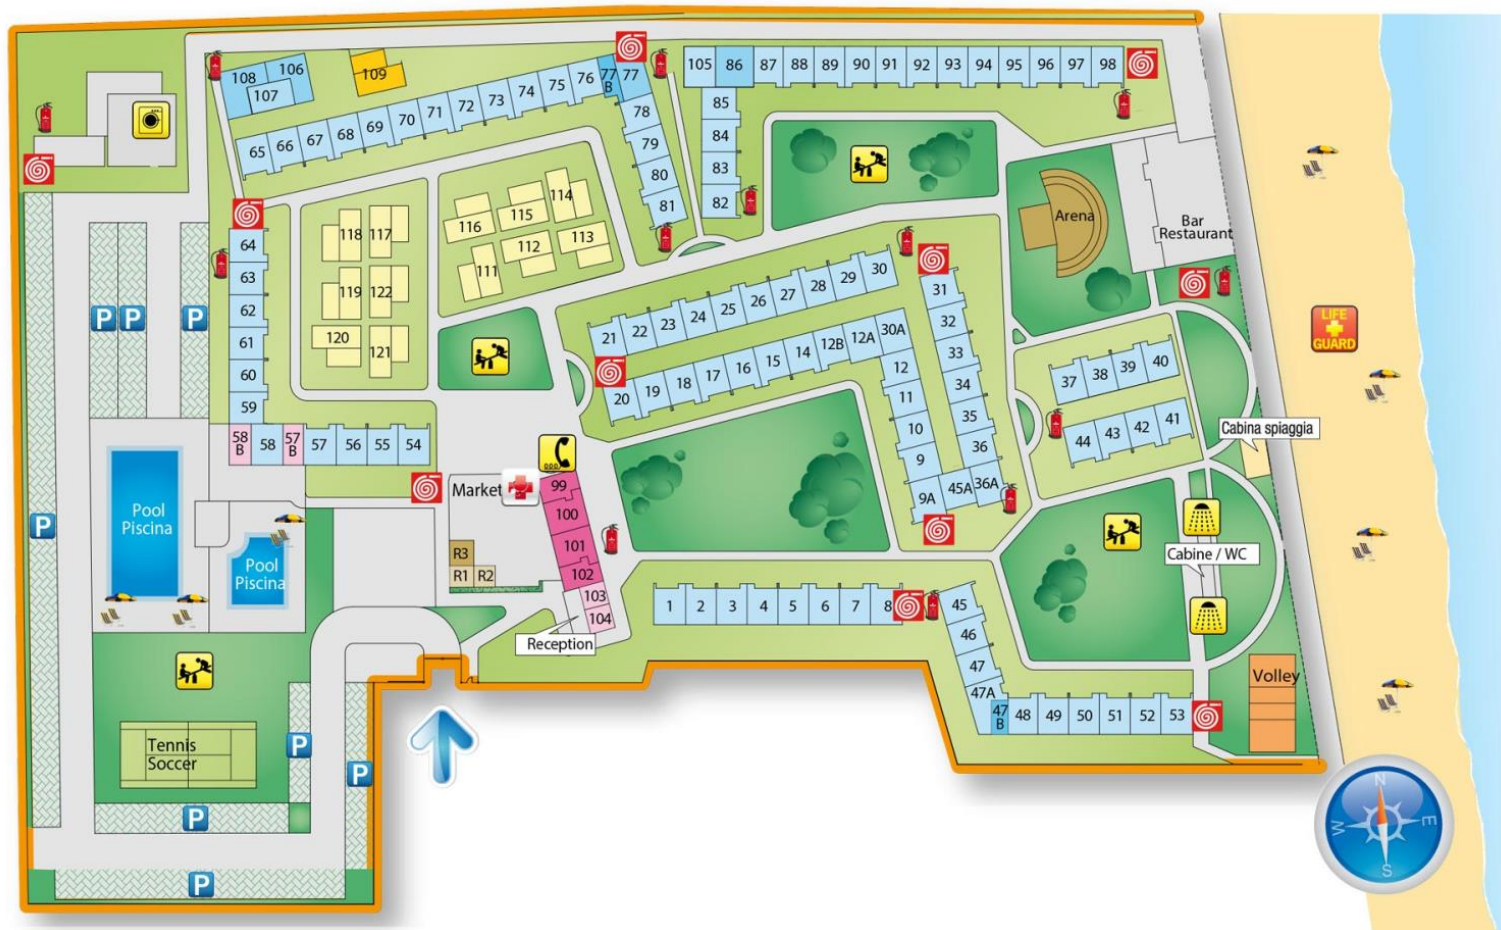 108
106
107
109
105
86
87
88
89
90
91
92
93
94
95
96
97
98
65
66
67
68
69
70
71
72
73
74
75
76
77
B
77
78
79
80
81
85
84
83
82
64
63
62
61
60
59
58
B
58
57
B
57
56
55
54
118
117
119
122
120
121
116
115
114
112
113
111
Arena
Bar
Restaurant
21
22
23
24
25
26
27
28
29
30
20
19
18
17
16
15
14
12B
12A
30A
12
11
10
9
9A
45A
36A
31
32
33
34
35
36
37
38
39
40
44
43
42
41
LIFE
GUARD
Cabina spiaggia
Cabine / WC
P
P
P
P
P
P
P
P
Pool
Piscina
Pool
Piscina
Market
99
100
101
102
103
104
R3
R1
R2
Reception
1
2
3
4
5
6
7
8
45
46
47
47A
47
B
48
49
50
51
52
53
Volley
Tennis
Soccer
N
W
E
S